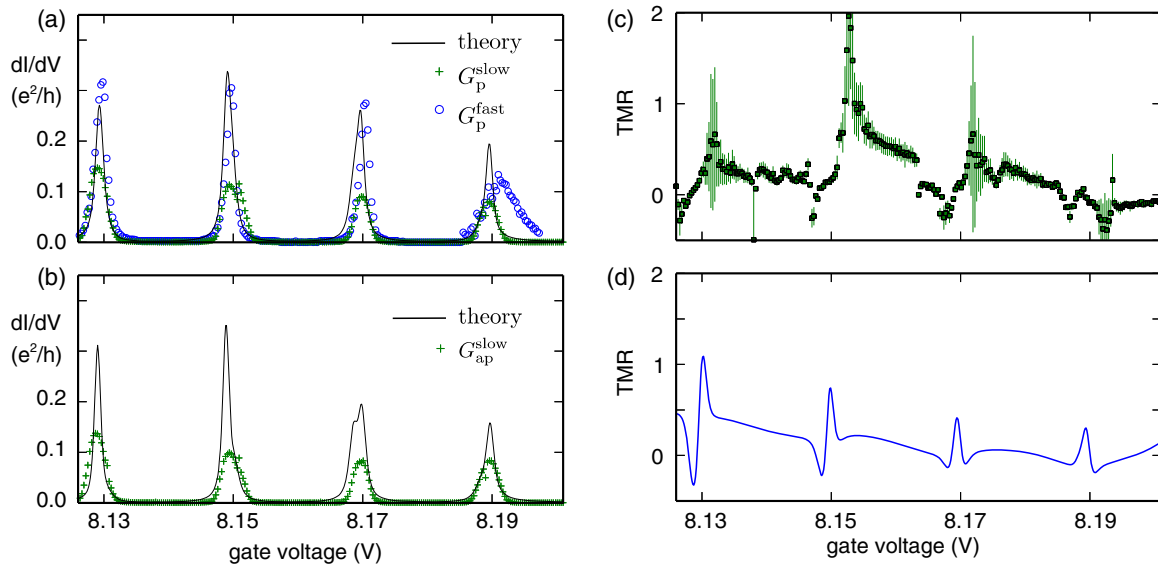 (a)
dI/dV
(e²/h)
0.2
0.1
0.0
theory
G_p^slow
G_p^fast
(b)
dI/dV
(e²/h)
0.2
0.1
0.0
theory
G_ap^slow
8.13 8.15 8.17 8.19
gate voltage (V)
(c)
TMR
2
1
0
(d)
TMR
2
1
0
8.13 8.15 8.17 8.19
gate voltage (V)